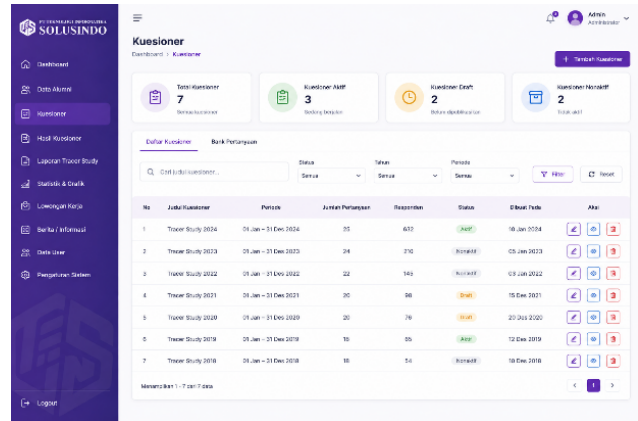 PT TEKNOLOGI INFORMATIKA
SOLUSINDO
Admin
Administrator
Kuesioner
Dashboard > Kuesioner
+ Tambah Kuesioner
Dashboard
Data Alumni
Kuesioner
Hasil Kuesioner
Laporan Tracer Study
Statistik & Grafik
Lowongan Kerja
Berita / Informasi
Data User
Pengaturan Sistem
Logout
Total Kuesioner
7
Semua kuesioner
Kuesioner Aktif
3
Sedang berjalan
Kuesioner Draft
2
Belum dipublikasikan
Kuesioner Nonaktif
2
Tidak aktif
Daftar Kuesioner Bank Pertanyaan
Cari judul kuesioner...
Status
Semua
Tahun
Semua
Periode
Semua
Filter
Reset
No Judul Kuesioner Periode Jumlah Pertanyaan Responden Status Dibuat Pada Aksi
1 Tracer Study 2024 01 Jan – 31 Des 2024 25 632 Aktif 10 Jan 2024
2 Tracer Study 2023 01 Jan – 31 Des 2023 24 210 Nonaktif 05 Jan 2023
3 Tracer Study 2022 01 Jan – 31 Des 2022 22 145 Nonaktif 03 Jan 2022
4 Tracer Study 2021 01 Jan – 31 Des 2021 20 98 Draft 15 Des 2021
5 Tracer Study 2020 01 Jan – 31 Des 2020 20 76 Draft 20 Des 2020
6 Tracer Study 2019 01 Jan – 31 Des 2019 18 65 Aktif 12 Des 2019
7 Tracer Study 2018 01 Jan – 31 Des 2018 18 54 Nonaktif 18 Des 2018
Menampilkan 1 - 7 dari 7 data
< 1 >